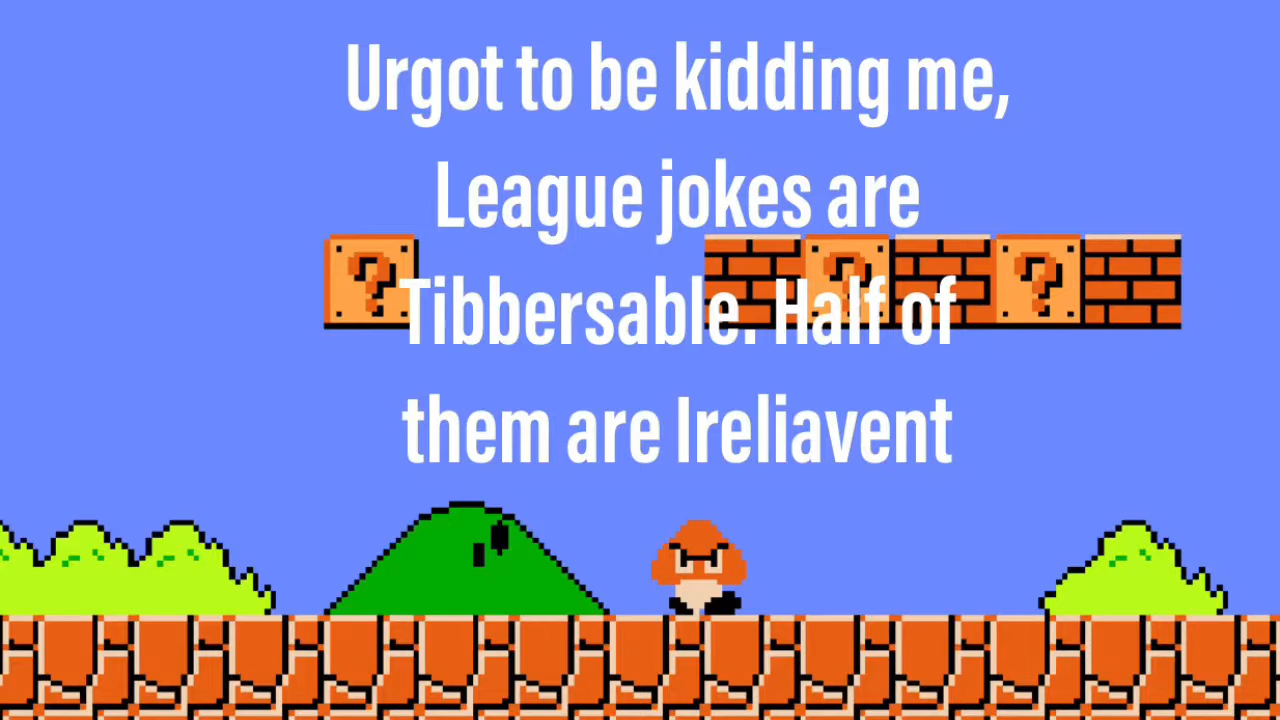 Urgot to be kidding me,
League jokes are
Tibbersable. Half of
them are Ireliavent